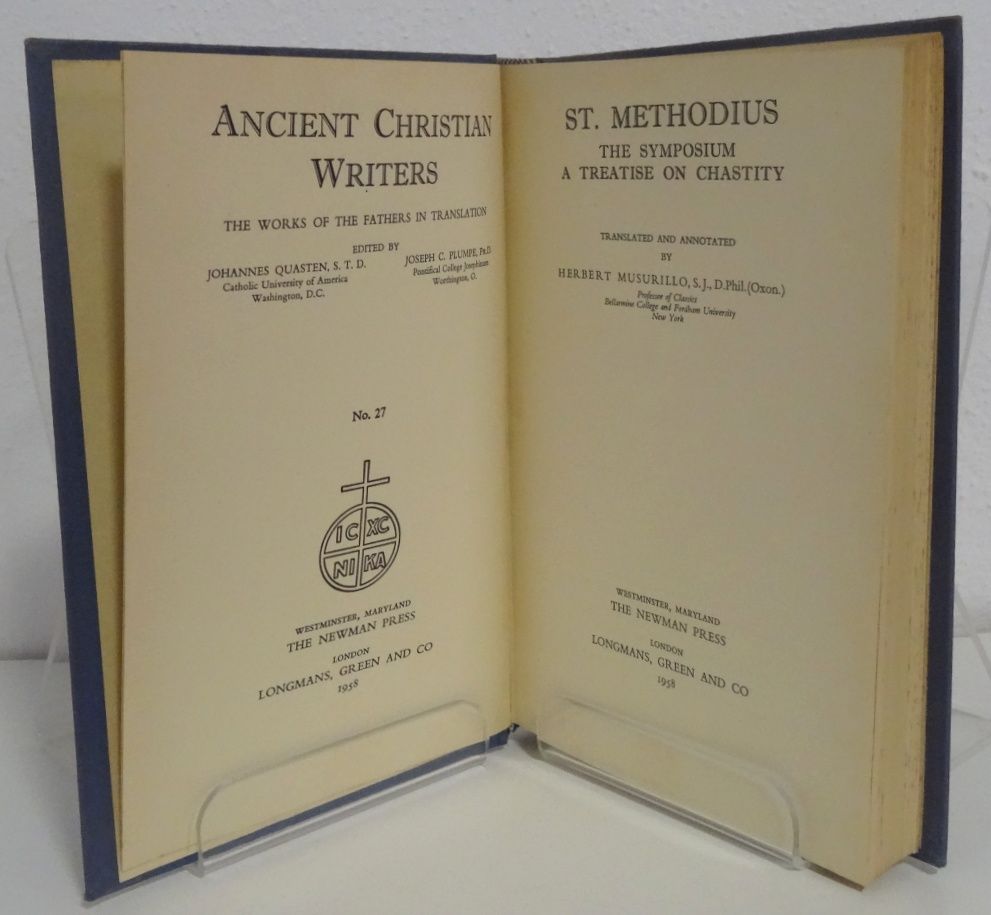 ANCIENT CHRISTIAN
WRITERS
THE WORKS OF THE FATHERS IN TRANSLATION
EDITED BY
JOHANNES QUASTEN, S. T. D.
Catholic University of America
Washington, D.C.
JOSEPH C. PLUMPE, PH.D.
Pontifical College Josephinum
Worthington, O.
No. 27
IC XC
NI KA
WESTMINSTER, MARYLAND
THE NEWMAN PRESS
LONDON
LONGMANS, GREEN AND CO
1958
ST. METHODIUS
THE SYMPOSIUM
A TREATISE ON CHASTITY
TRANSLATED AND ANNOTATED
BY
HERBERT MUSURILLO, S.J., D.Phil.(Oxon.)
Professor of Classics
Bellarmine College and Fordham University
New York
WESTMINSTER, MARYLAND
THE NEWMAN PRESS
LONDON
LONGMANS, GREEN AND CO
1958